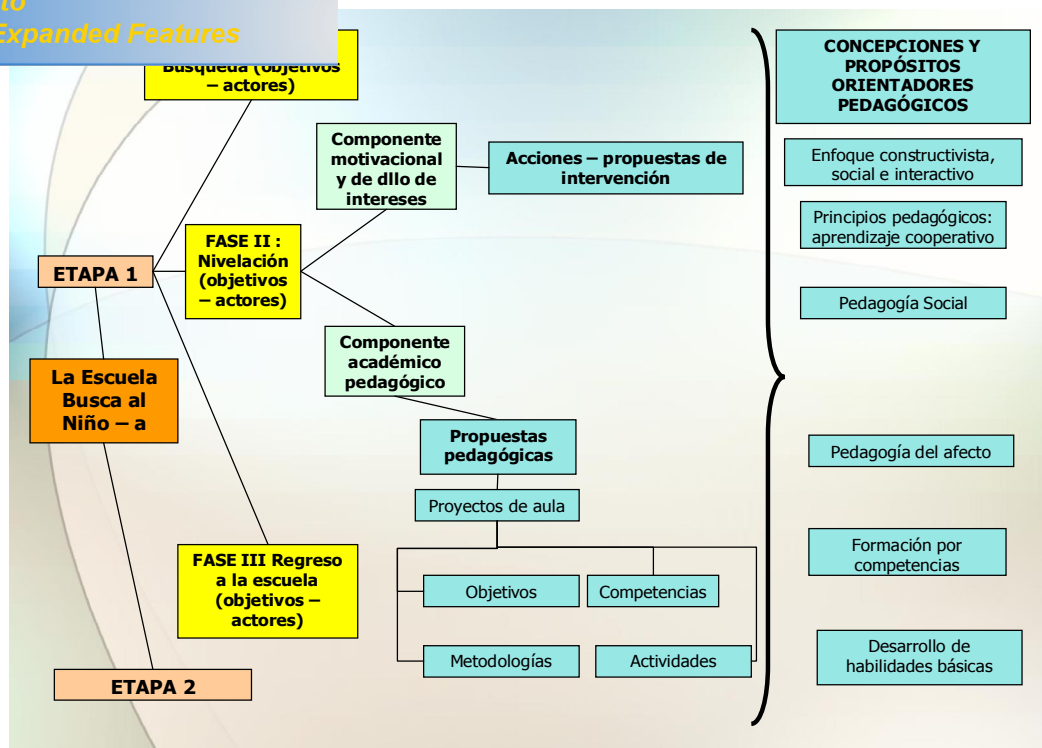 to
Expanded Features
Búsqueda (objetivos
– actores)
Componente
motivacional
y de dllo de
intereses
Acciones – propuestas de
intervención
FASE II :
Nivelación
(objetivos
– actores)
ETAPA 1
Componente
académico
pedagógico
La Escuela
Busca al
Niño – a
Propuestas
pedagógicas
Proyectos de aula
FASE III Regreso
a la escuela
(objetivos –
actores)
Objetivos
Competencias
Metodologías
Actividades
ETAPA 2
CONCEPCIONES Y
PROPÓSITOS
ORIENTADORES
PEDAGÓGICOS
Enfoque constructivista,
social e interactivo
Principios pedagógicos:
aprendizaje cooperativo
Pedagogía Social
Pedagogía del afecto
Formación por
competencias
Desarrollo de
habilidades básicas